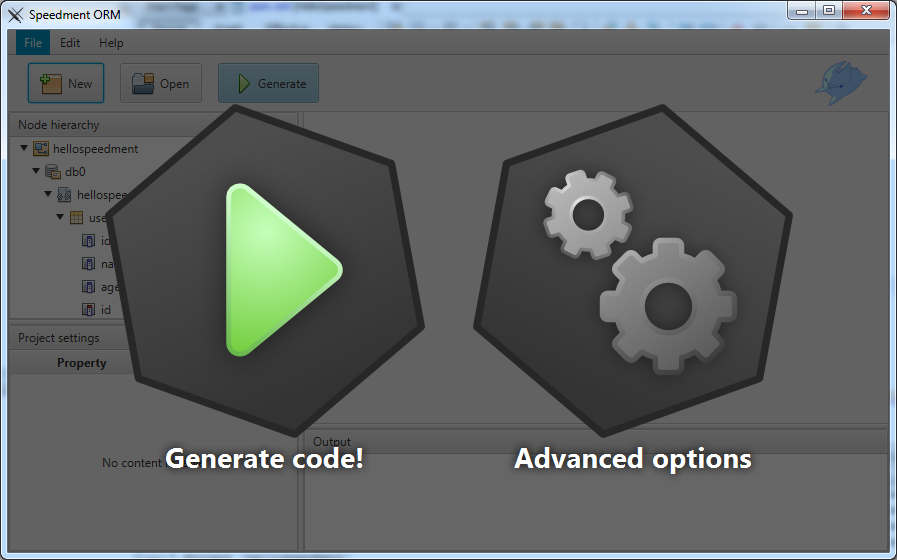 Speedment ORM
File Edit Help
New Open Generate
Node hierarchy
hellospeedment
db0
hellospee
use
id
na
age
id
Project settings
Property
Output
No content
Generate code!
Advanced options